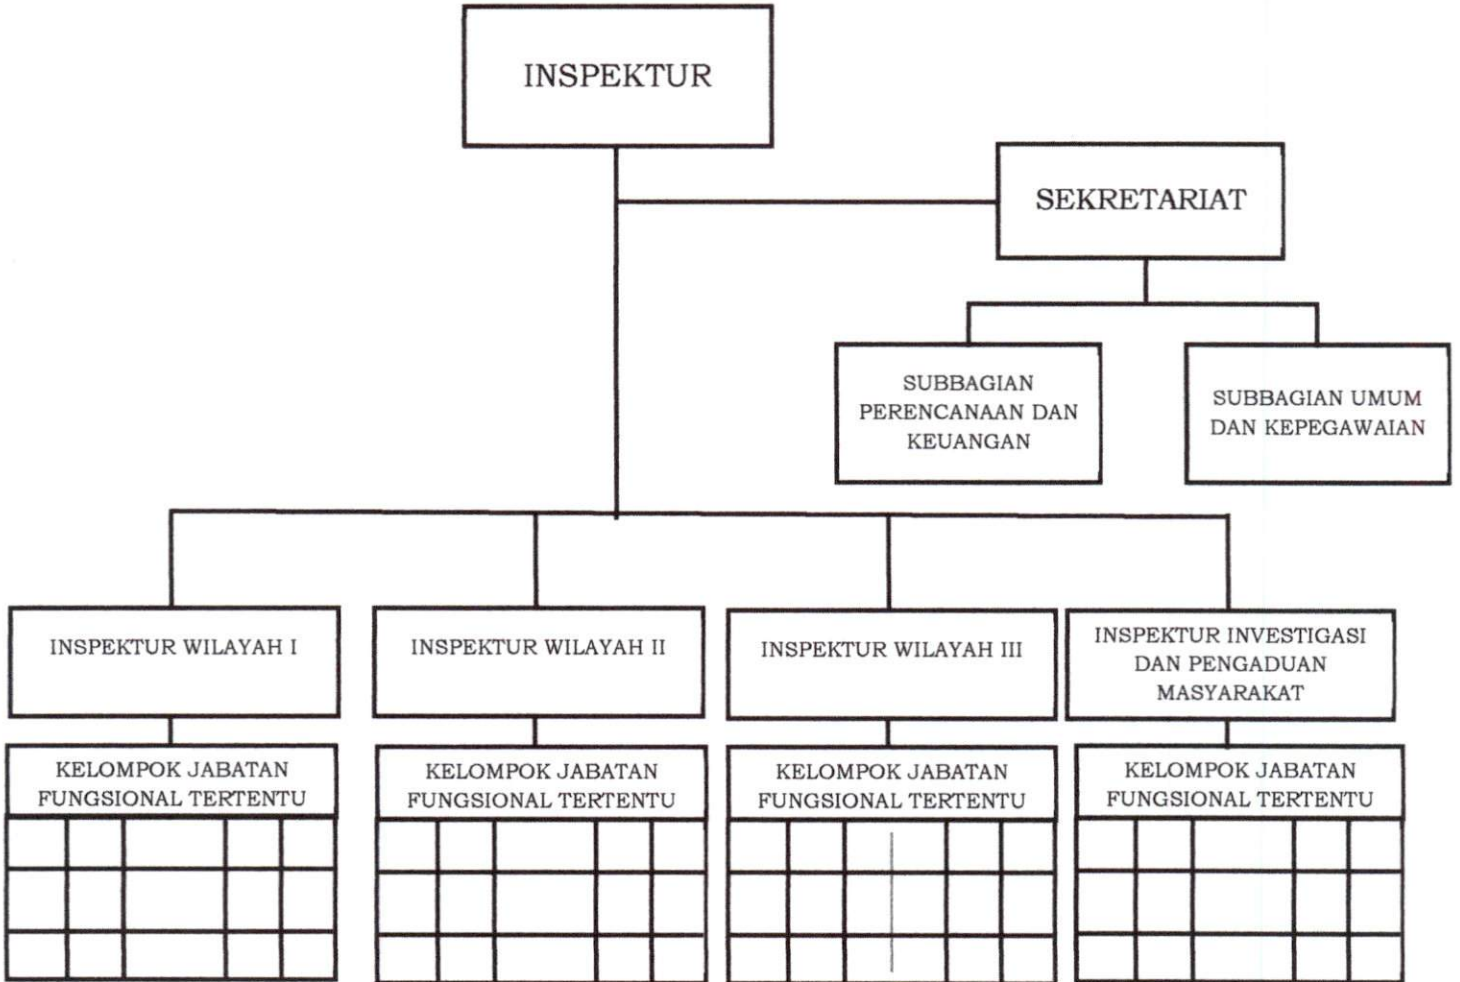 INSPEKTUR
SEKRETARIAT
SUBBAGIAN
PERENCANAAN DAN
KEUANGAN
SUBBAGIAN UMUM
DAN KEPEGAWAIAN
INSPEKTUR WILAYAH I
INSPEKTUR WILAYAH II
INSPEKTUR WILAYAH III
INSPEKTUR INVESTIGASI
DAN PENGADUAN
MASYARAKAT
KELOMPOK JABATAN
FUNGSIONAL TERTENTU
KELOMPOK JABATAN
FUNGSIONAL TERTENTU
KELOMPOK JABATAN
FUNGSIONAL TERTENTU
KELOMPOK JABATAN
FUNGSIONAL TERTENTU